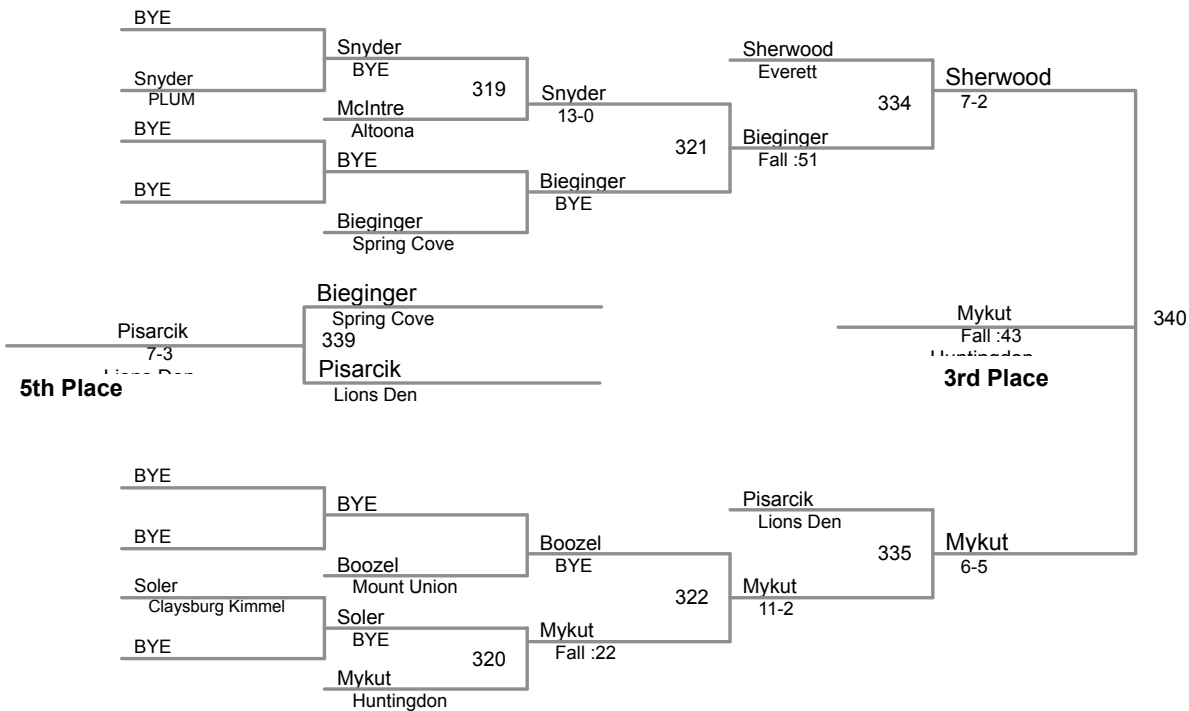 BYE
Snyder
PLUM
BYE
BYE
Snyder
BYE
319
McIntre
Altoona
BYE
Bieginger
Spring Cove
Snyder
13-0
321
Bieginger
BYE
Sherwood
Everett
334
Bieginger
Fall :51
Sherwood
7-2
Bieginger
Spring Cove
339
Pisarcik
Lions Den
Pisarcik
7-3
Lions Den
5th Place
Mykut
Fall :43
Huntingdon
3rd Place
340
BYE
BYE
Soler
Claysburg Kimmel
BYE
BYE
Boozel
Mount Union
Soler
BYE
320
Mykut
Huntingdon
Boozel
BYE
322
Mykut
Fall :22
Pisarcik
Lions Den
335
Mykut
11-2
Mykut
6-5